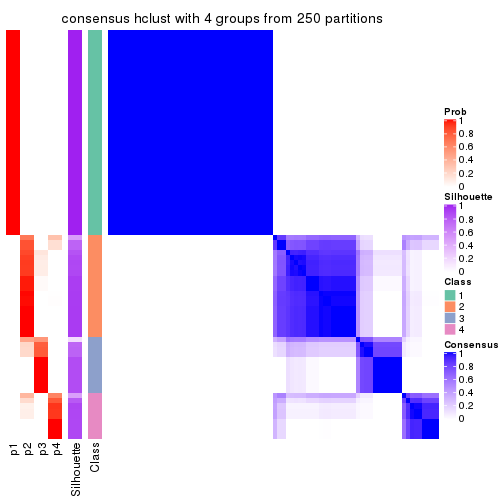 consensus hclust with 4 groups from 250 partitions
Prob
1
0.8
0.6
0.4
0.2
0
Silhouette
1
0.8
0.6
0.4
0.2
0
Class
1
2
3
4
Consensus
1
0.8
0.6
0.4
0.2
0
p1
p2
p3
p4
Silhouette
Class